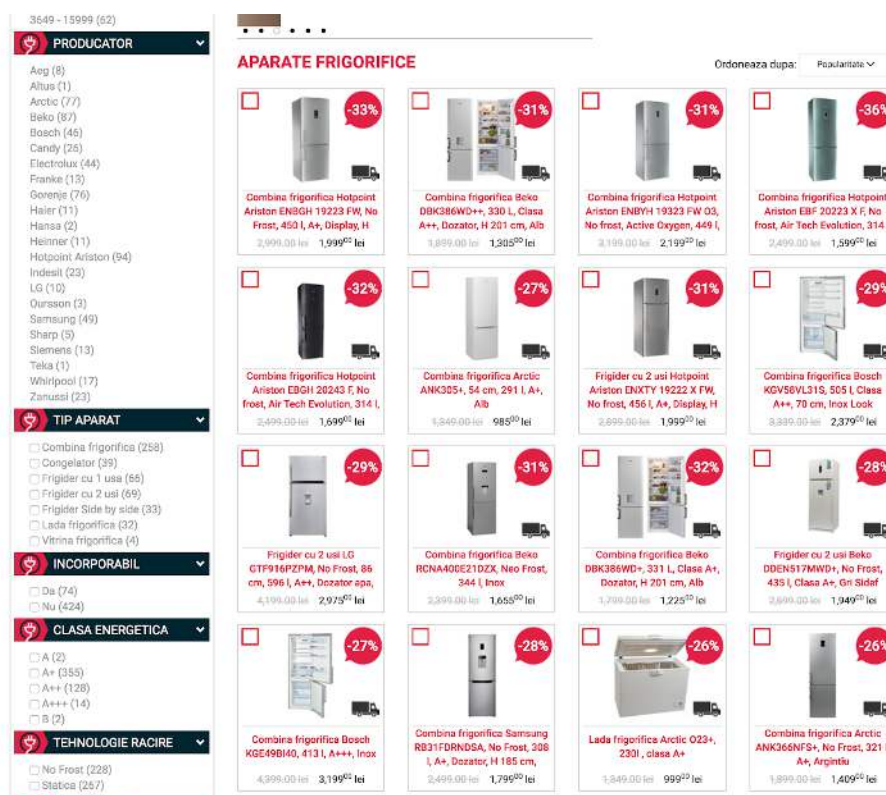 3649 - 15999 (62)
PRODUCATOR
Aeg (8)
Altus (1)
Arctic (77)
Beko (87)
Bosch (46)
Candy (25)
Electrolux (44)
Franke (13)
Gorenje (76)
Haier (11)
Hansa (2)
Heinner (11)
Hotpoint Ariston (94)
Indesit (23)
LG (10)
Oursson (3)
Samsung (49)
Sharp (5)
Siemens (13)
Teka (1)
Whirlpool (17)
Zanussi (23)
TIP APARAT
Combina frigorifica (258)
Congelator (39)
Frigider cu 1 usa (65)
Frigider cu 2 usi (69)
Frigider Side by side (33)
Lada frigorifica (32)
Vitrina frigorifica (4)
INCORPORABIL
Da (74)
Nu (424)
CLASA ENERGETICA
A (2)
A+ (355)
A++ (128)
A+++ (14)
B (2)
TEHNOLOGIE RACIRE
No Frost (228)
Statica (267)
APARATE FRIGORIFICE
Ordoneaza dupa: Popularitate
-33%
Combina frigorifica Hotpoint
Ariston ENBGH 19223 FW, No
Frost, 450 l, A+, Display, H
2,999.00 lei 1,999⁰⁰ lei
-31%
Combina frigorifica Beko
DBK386WD++, 330 L, Clasa
A++, Dozator, H 201 cm, Alb
1,899.00 lei 1,305⁰⁰ lei
-31%
Combina frigorifica Hotpoint
Ariston ENBYH 19323 FW O3,
No frost, Active Oxygen, 449 l,
3,199.00 lei 2,199⁰⁰ lei
-36%
Combina frigorifica Hotpoint
Ariston EBF 20223 X F, No
frost, Air Tech Evolution, 314
2,499.00 lei 1,599⁰⁰ lei
-32%
Combina frigorifica Hotpoint
Ariston EBGH 20243 F, No
frost, Air Tech Evolution, 314 l,
2,499.00 lei 1,699⁰⁰ lei
-27%
Combina frigorifica Arctic
ANK305+, 54 cm, 291 l, A+,
Alb
1,349.00 lei 985⁰⁰ lei
-31%
Frigider cu 2 usi Hotpoint
Ariston ENXTY 19222 X FW,
No frost, 456 l, A+, Display, H
2,899.00 lei 1,999⁰⁰ lei
-29%
Combina frigorifica Bosch
KGV58VL31S, 505 l, Clasa
A++, 70 cm, Inox Look
3,339.00 lei 2,379⁰⁰ lei
-29%
Frigider cu 2 usi LG
GTF916PZPM, No Frost, 86
cm, 596 l, A++, Dozator apa,
4,199.00 lei 2,975⁰⁰ lei
-31%
Combina frigorifica Beko
RCNA400E21DZX, Neo Frost,
344 l, Inox
2,399.00 lei 1,655⁰⁰ lei
-32%
Combina frigorifica Beko
DBK386WD+, 331 L, Clasa A+,
Dozator, H 201 cm, Alb
1,799.00 lei 1,225⁰⁰ lei
-28%
Frigider cu 2 usi Beko
DDEN517MWD+, No Frost,
435 l, Clasa A+, Gri Sidef
2,699.00 lei 1,949⁰⁰ lei
-27%
Combina frigorifica Bosch
KGE49BI40, 413 l, A+++, Inox
4,399.00 lei 3,199⁰⁰ lei
-28%
Combina frigorifica Samsung
RB31FDRNDSA, No Frost, 308
l, A+, Dozator, H 185 cm,
2,499.00 lei 1,799⁰⁰ lei
-26%
Lada frigorifica Arctic O23+,
230l , clasa A+
1,349.00 lei 999⁰⁰ lei
-26%
Combina frigorifica Arctic
ANK366NFS+, No Frost, 321 l
A+, Argintiu
1,899.00 lei 1,409⁰⁰ lei